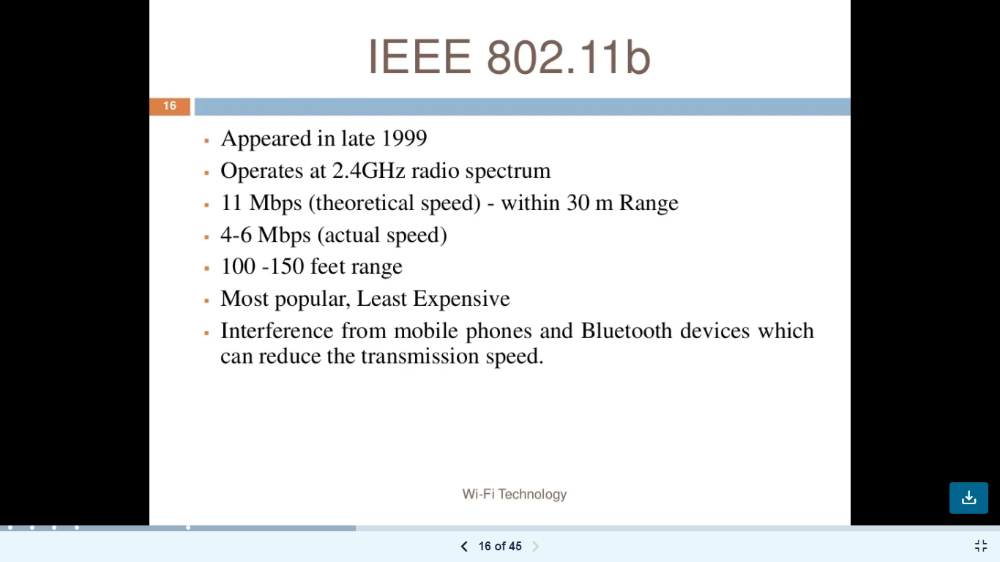 IEEE 802.11b
16
Appeared in late 1999
Operates at 2.4GHz radio spectrum
11 Mbps (theoretical speed) - within 30 m Range
4-6 Mbps (actual speed)
100 -150 feet range
Most popular, Least Expensive
Interference from mobile phones and Bluetooth devices which
can reduce the transmission speed.
Wi-Fi Technology
16 of 45